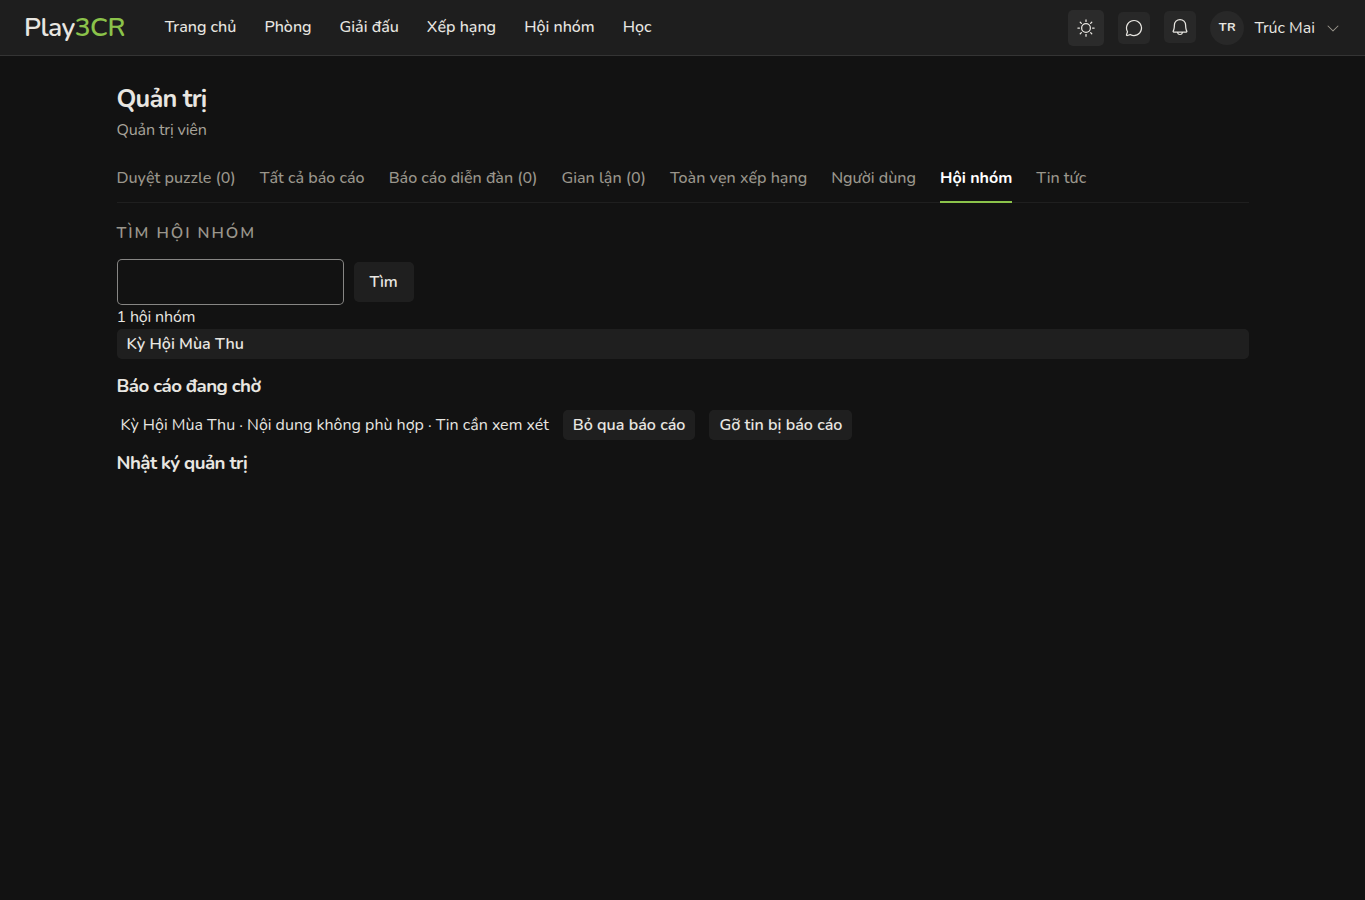 Play3CR Trang chủ Phòng Giải đấu Xếp hạng Hội nhóm Học TR Trúc Mai
Quản trị
Quản trị viên
Duyệt puzzle (0) Tất cả báo cáo Báo cáo diễn đàn (0) Gian lận (0) Toàn vẹn xếp hạng Người dùng Hội nhóm Tin tức
TÌM HỘI NHÓM
Tìm
1 hội nhóm
Kỳ Hội Mùa Thu
Báo cáo đang chờ
Kỳ Hội Mùa Thu · Nội dung không phù hợp · Tin cần xem xét Bỏ qua báo cáo Gỡ tin bị báo cáo
Nhật ký quản trị